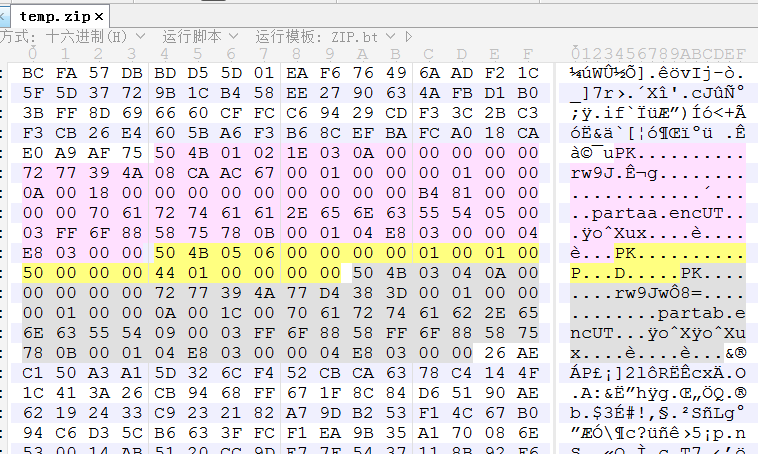 temp.zip ×
方式: 十六进制(H) 运行脚本 运行模板: ZIP.bt
0 1 2 3 4 5 6 7 8 9 A B C D E F 0123456789ABCDEF
: BC FA 57 DB BD D5 5D 01 EA F6 76 49 6A AD F2 1C ¼úWÛ½Õ].êövIj-ò.
: 5F 5D 37 72 9B 1C B4 58 EE 27 90 63 4A FB D1 B0 _]7r›.´Xî'.cJûÑ°
: 3B FF 8D 69 66 60 CF FC C6 94 29 CD F3 3C 2B C3 ;ÿ.if`ÏüÆ”)Íó<+Ã
: F3 CB 26 E4 60 5B A6 F3 B6 8C EF BA FC A0 18 CA óË&ä`[¦ó¶Œïºü .Ê
: E0 A9 AF 75 50 4B 01 02 1E 03 0A 00 00 00 00 00 à©¯uPK..........
: 72 77 39 4A 08 CA AC 67 00 01 00 00 00 01 00 00 rw9J.Ê¬g........
: 0A 00 18 00 00 00 00 00 00 00 00 00 B4 81 00 00 ............´...
: 00 00 70 61 72 74 61 61 2E 65 6E 63 55 54 05 00 ..partaa.encUT..
: 03 FF 6F 88 58 75 78 0B 00 01 04 E8 03 00 00 04 .ÿoˆXux....è....
: E8 03 00 00 50 4B 05 06 00 00 00 00 01 00 01 00 è...PK..........
: 50 00 00 00 44 01 00 00 00 00 50 4B 03 04 0A 00 P...D.....PK....
: 00 00 00 00 72 77 39 4A 77 D4 38 3D 00 01 00 00 ....rw9JwÔ8=....
: 00 01 00 00 0A 00 1C 00 70 61 72 74 61 62 2E 65 ........partab.e
: 6E 63 55 54 09 00 03 FF 6F 88 58 FF 6F 88 58 75 ncUT...ÿoˆXÿoˆXu
: 78 0B 00 01 04 E8 03 00 00 04 E8 03 00 00 26 AE x....è....è...&®
: C1 50 A3 A1 5D 32 6C F4 52 CB CA 63 78 C4 14 4F ÁP£¡]2lôRËÊcxÄ.O
: 1C 41 3A 26 CB 94 68 FF 67 1F 8C 84 D6 51 90 AE .A:&Ë”hÿg.Œ„ÖQ.®
: 62 19 24 33 C9 23 21 82 A7 9D B2 53 F1 4C 67 B0 b.$3É#!‚§.²SñLg°
: 94 C6 D3 5C B6 63 3F FC F1 EA 9B 35 A1 70 08 6E ”ÆÓ\¶c?üñê›5¡p.n